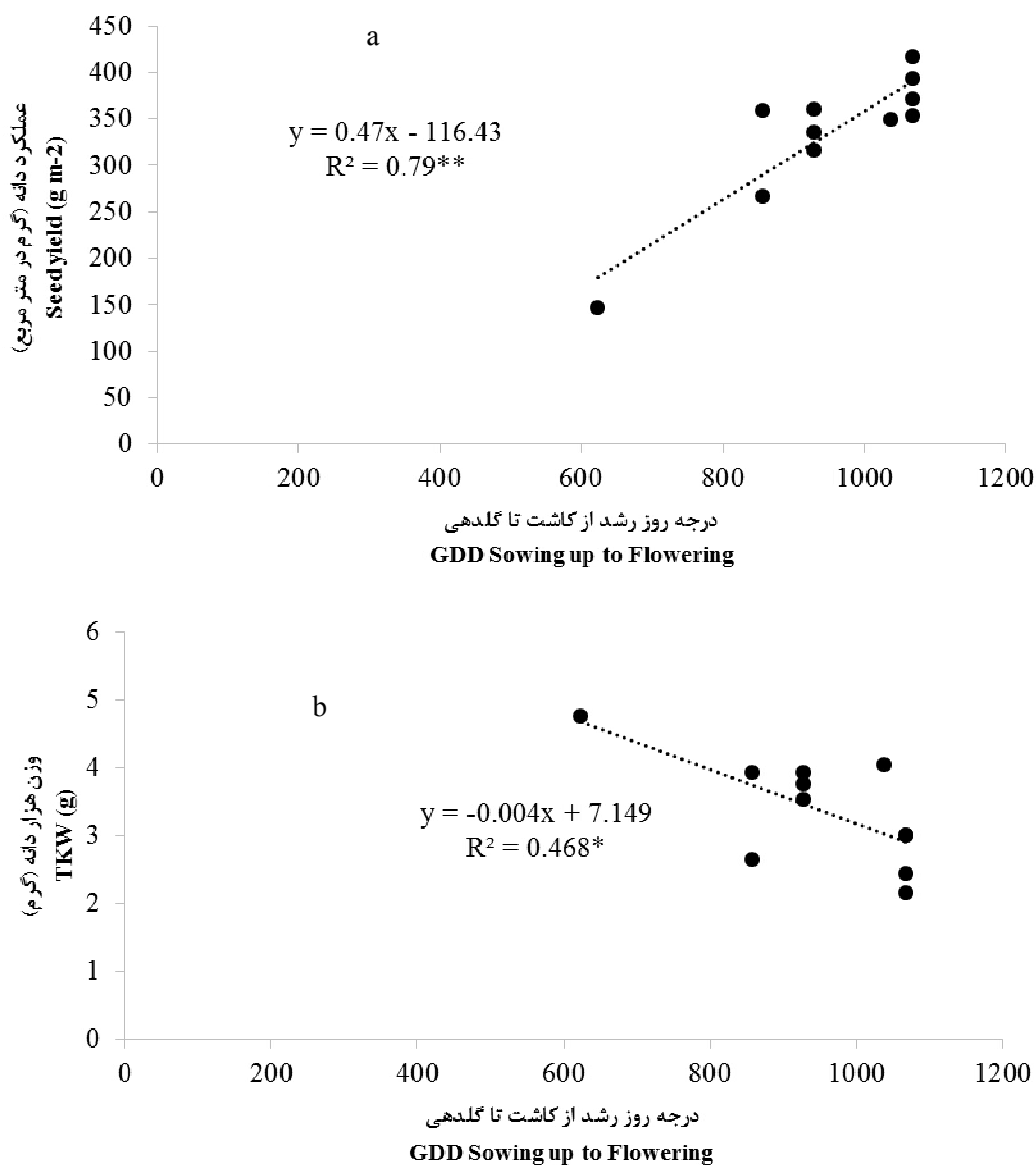 a
450
400
350
300
250
200
150
100
50
0
y = 0.47x - 116.43
R² = 0.79**
عملکرد دانه (گرم در متر مربع)
Seed yield (g m-2)
0 200 400 600 800 1000 1200
درجه روز رشد از کاشت تا گلدهی
GDD Sowing up to Flowering
b
6
5
4
3
2
1
0
y = -0.004x + 7.149
R² = 0.468*
وزن هزار دانه (گرم)
TKW (g)
0 200 400 600 800 1000 1200
درجه روز رشد از کاشت تا گلدهی
GDD Sowing up to Flowering